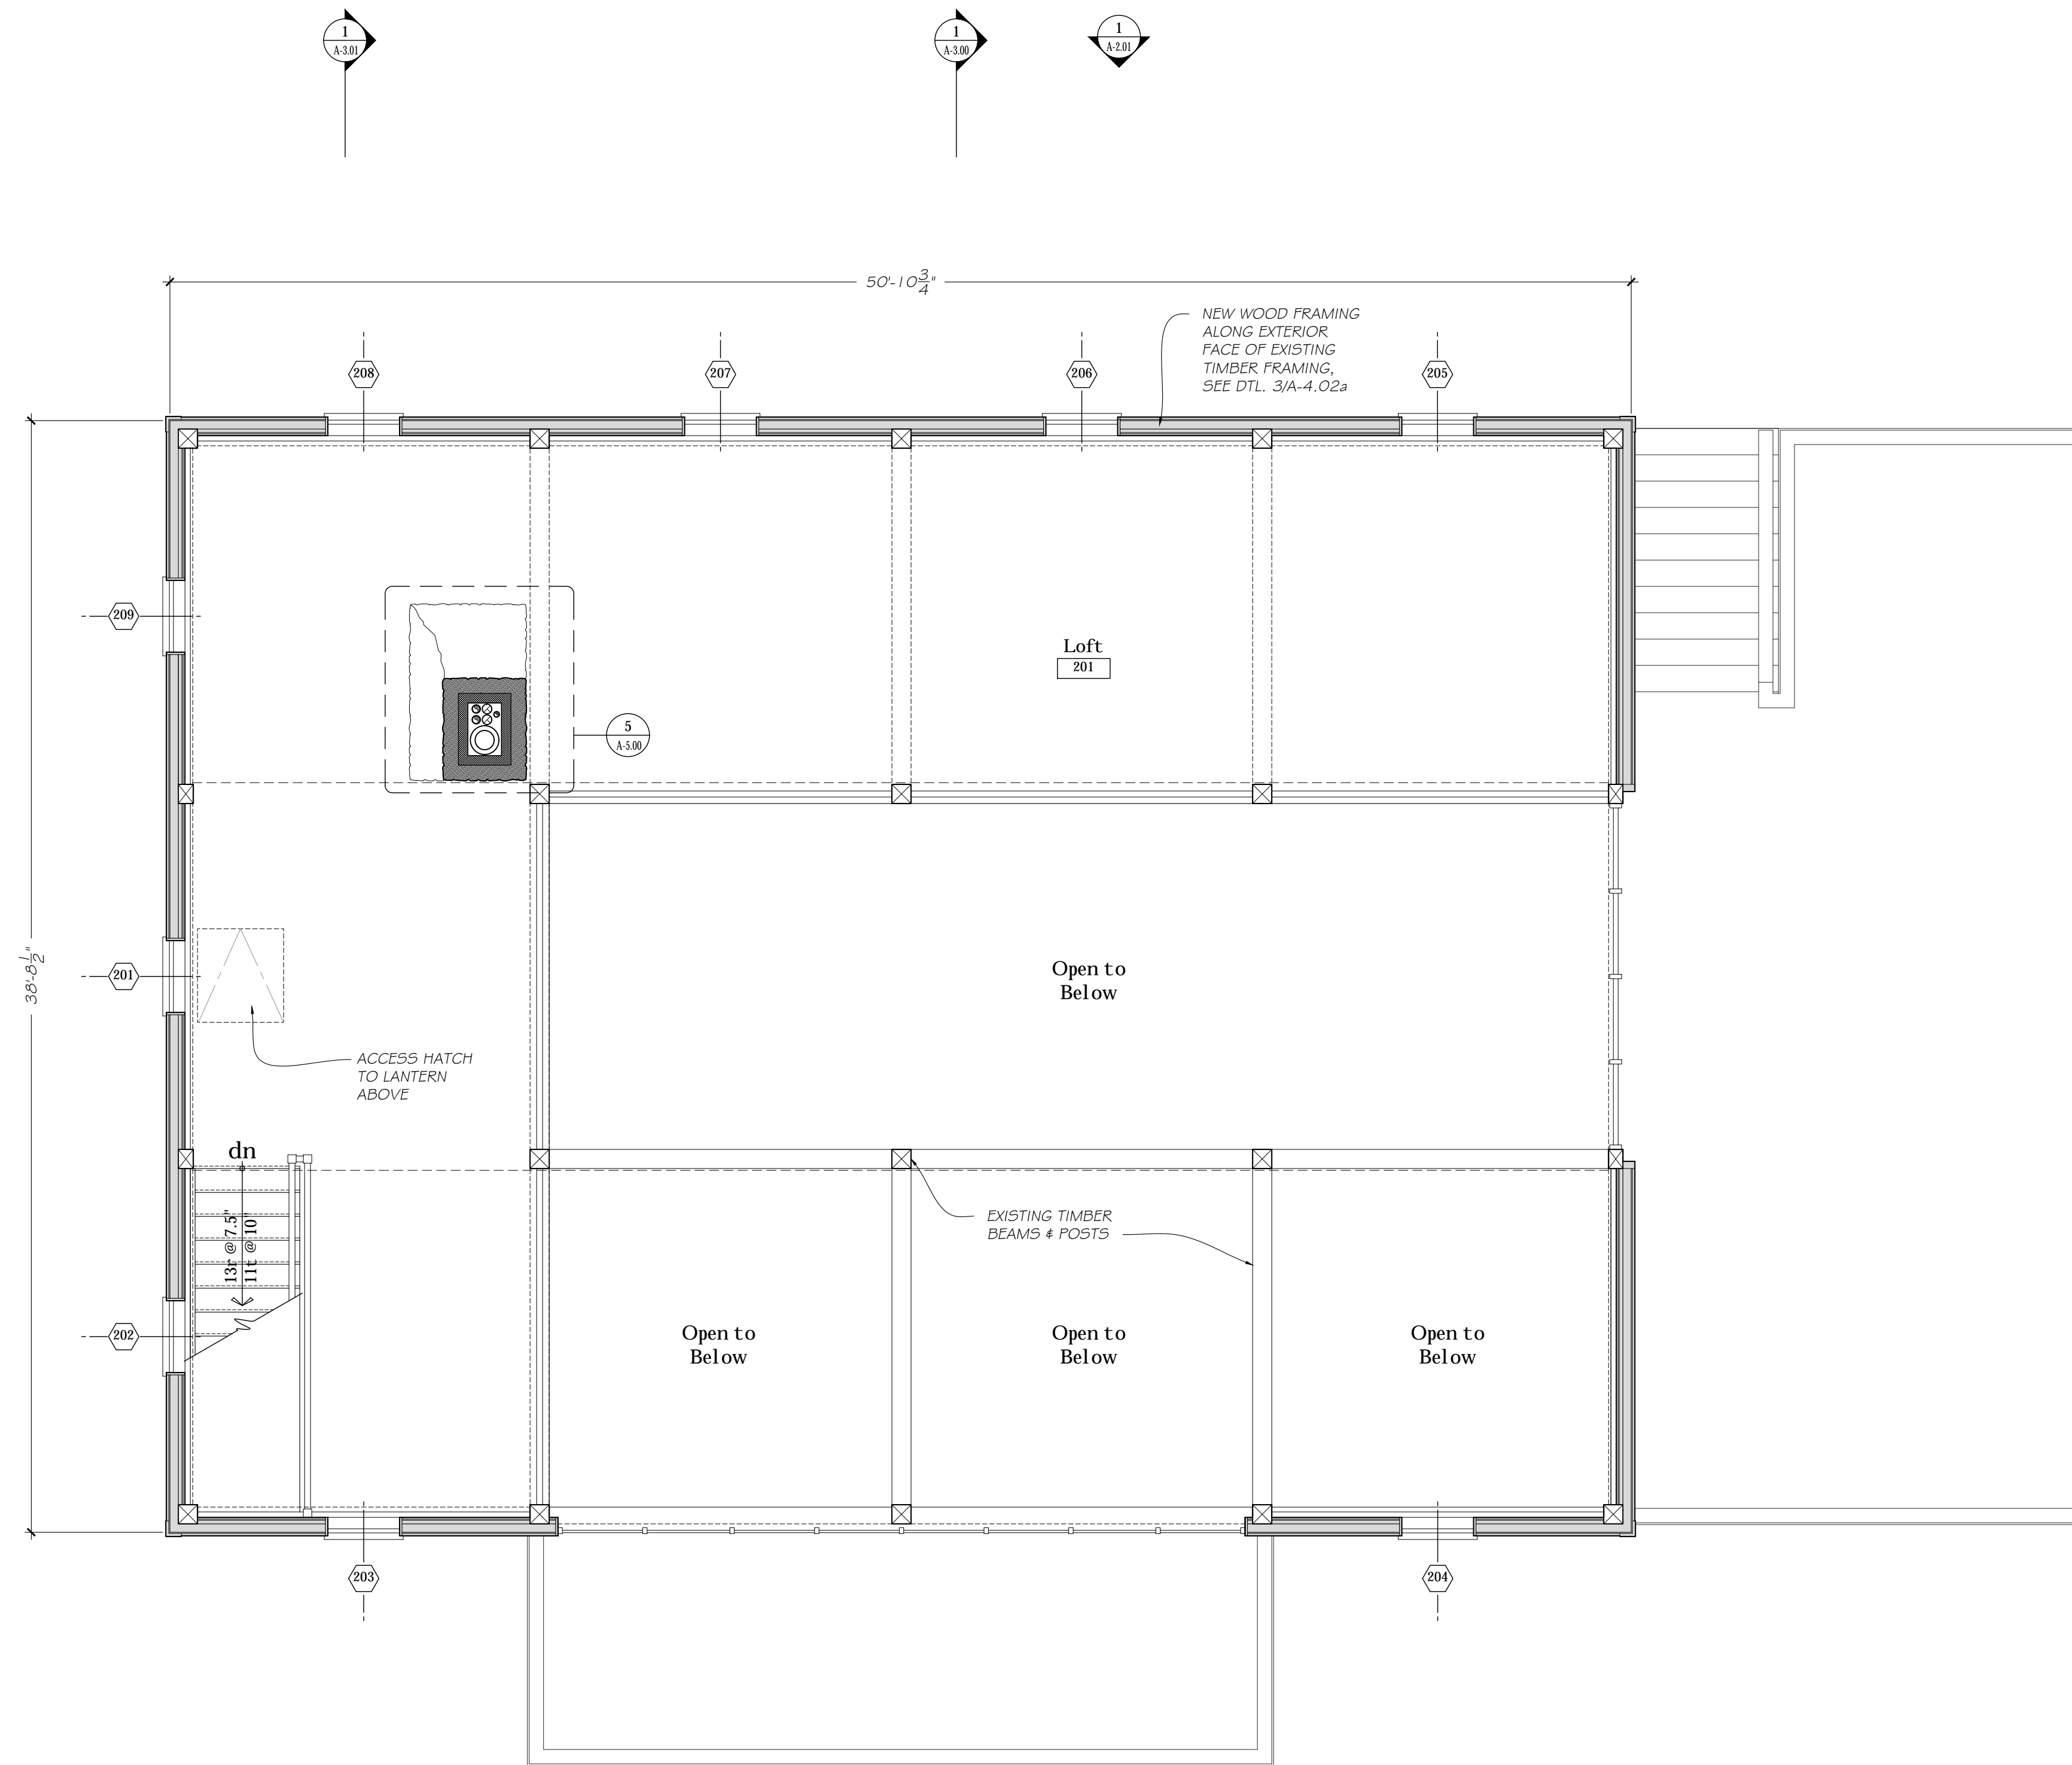 1
A-3.01
1
A-3.00
1
A-2.01
50'-10 3/4"
NEW WOOD FRAMING
ALONG EXTERIOR
FACE OF EXISTING
TIMBER FRAMING,
SEE DTL. 3/A-4.02a
208
207
206
205
209
Loft
201
5
A-5.00
38'-8 1/2"
201
Open to
Below
ACCESS HATCH
TO LANTERN
ABOVE
dn
13r @ 7.5"
11t @ 10"
EXISTING TIMBER
BEAMS & POSTS
202
Open to
Below
Open to
Below
Open to
Below
203
204